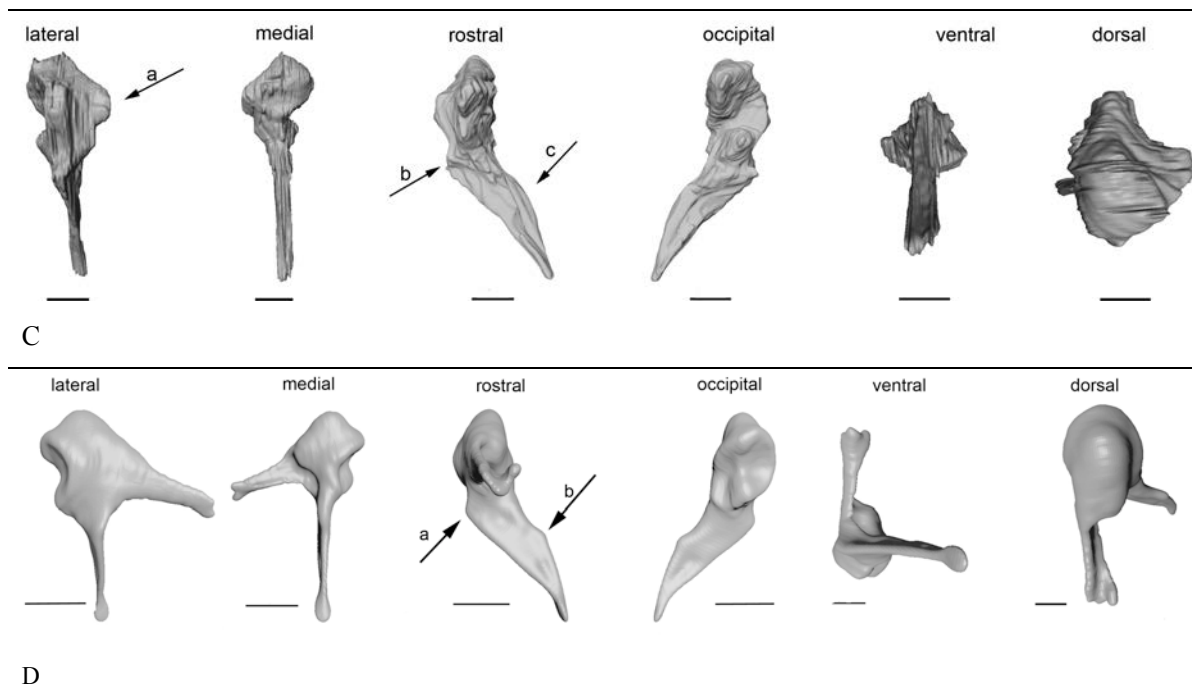 lateral medial rostral occipital ventral dorsal
a
b c
C
lateral medial rostral occipital ventral dorsal
a b
D